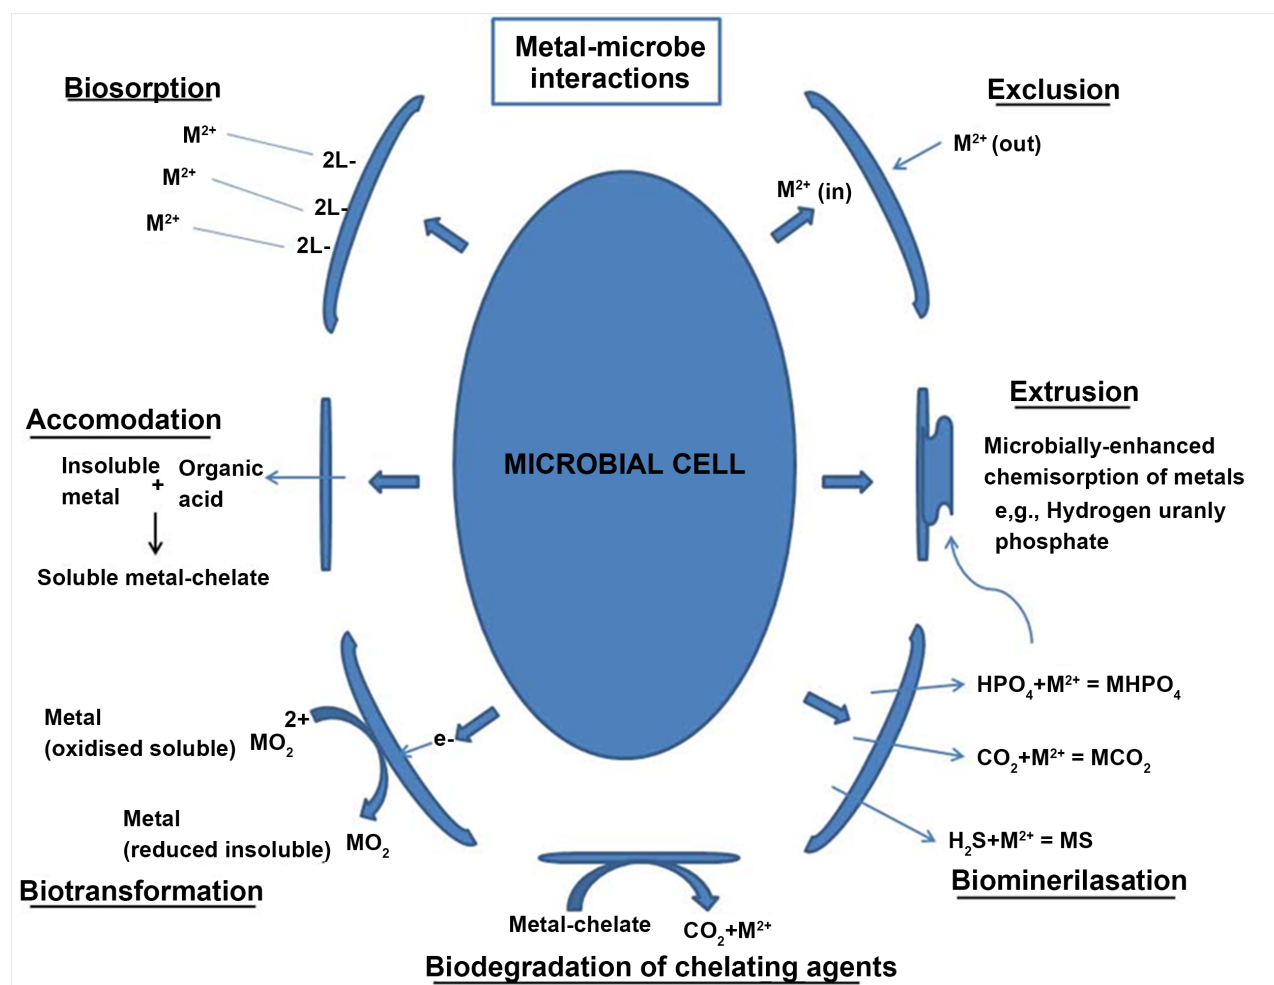 Metal-microbe
interactions
Biosorption
M²⁺
2L-
M²⁺
2L-
M²⁺
2L-
Exclusion
M²⁺ (out)
M²⁺ (in)
Accomodation
Insoluble
metal
+
Organic
acid
Soluble metal-chelate
MICROBIAL CELL
Extrusion
Microbially-enhanced
chemisorption of metals
e,g., Hydrogen uranly
phosphate
Metal
(oxidised soluble)
MO₂²⁺
e-
Metal
(reduced insoluble)
MO₂
Biotransformation
HPO₄+M²⁺ = MHPO₄
CO₂+M²⁺ = MCO₂
H₂S+M²⁺ = MS
Biominerilasation
Metal-chelate
CO₂+M²⁺
Biodegradation of chelating agents